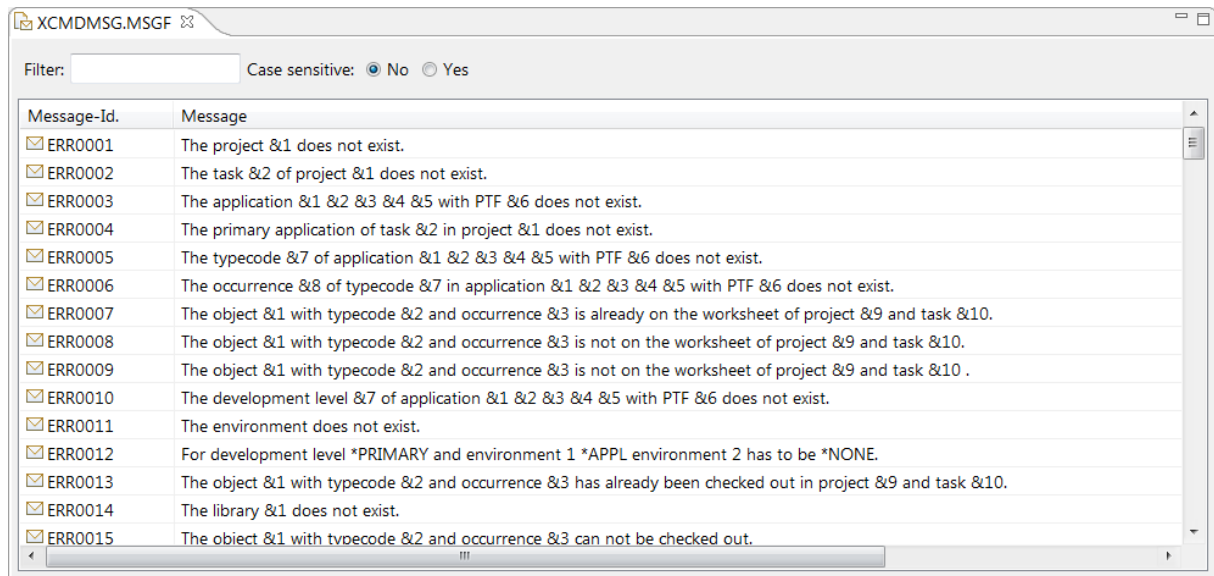 XCMDMSG.MSGF
Filter: Case sensitive: No Yes
Message-Id. Message
ERR0001 The project &1 does not exist.
ERR0002 The task &2 of project &1 does not exist.
ERR0003 The application &1 &2 &3 &4 &5 with PTF &6 does not exist.
ERR0004 The primary application of task &2 in project &1 does not exist.
ERR0005 The typecode &7 of application &1 &2 &3 &4 &5 with PTF &6 does not exist.
ERR0006 The occurrence &8 of typecode &7 in application &1 &2 &3 &4 &5 with PTF &6 does not exist.
ERR0007 The object &1 with typecode &2 and occurrence &3 is already on the worksheet of project &9 and task &10.
ERR0008 The object &1 with typecode &2 and occurrence &3 is not on the worksheet of project &9 and task &10.
ERR0009 The object &1 with typecode &2 and occurrence &3 is not on the worksheet of project &9 and task &10 .
ERR0010 The development level &7 of application &1 &2 &3 &4 &5 with PTF &6 does not exist.
ERR0011 The environment does not exist.
ERR0012 For development level *PRIMARY and environment 1 *APPL environment 2 has to be *NONE.
ERR0013 The object &1 with typecode &2 and occurrence &3 has already been checked out in project &9 and task &10.
ERR0014 The library &1 does not exist.
ERR0015 The object &1 with typecode &2 and occurrence &3 can not be checked out.